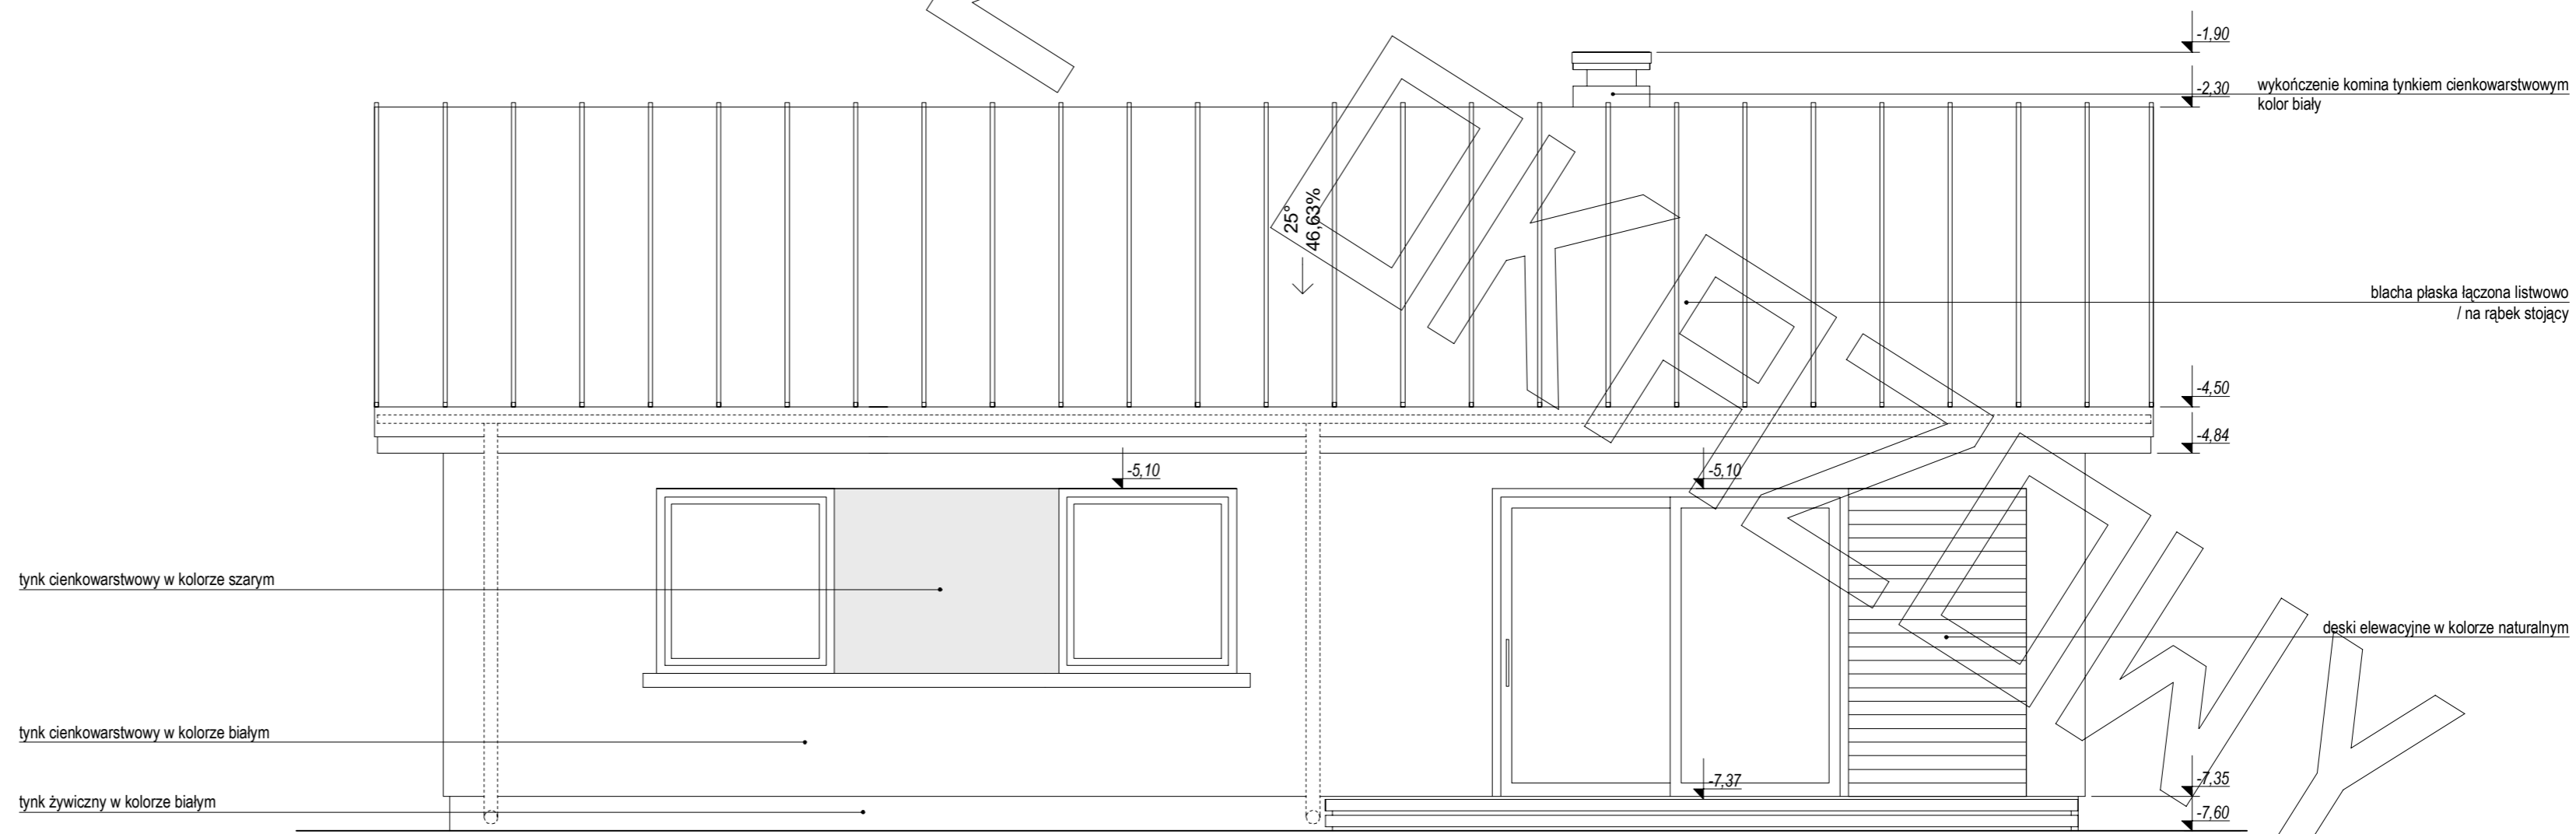 -1,90
-2,30
wykończenie komina tynkiem cienkowarstwowym
kolor biały
25°
46,63%
blacha płaska łączona listwowo
/ na rąbek stojący
-4,50
-4,84
-5,10
-5,10
tynk cienkowarstwowy w kolorze szarym
deski elewacyjne w kolorze naturalnym
tynk cienkowarstwowy w kolorze białym
-7,37
-7,35
tynk żywiczny w kolorze białym
-7,60